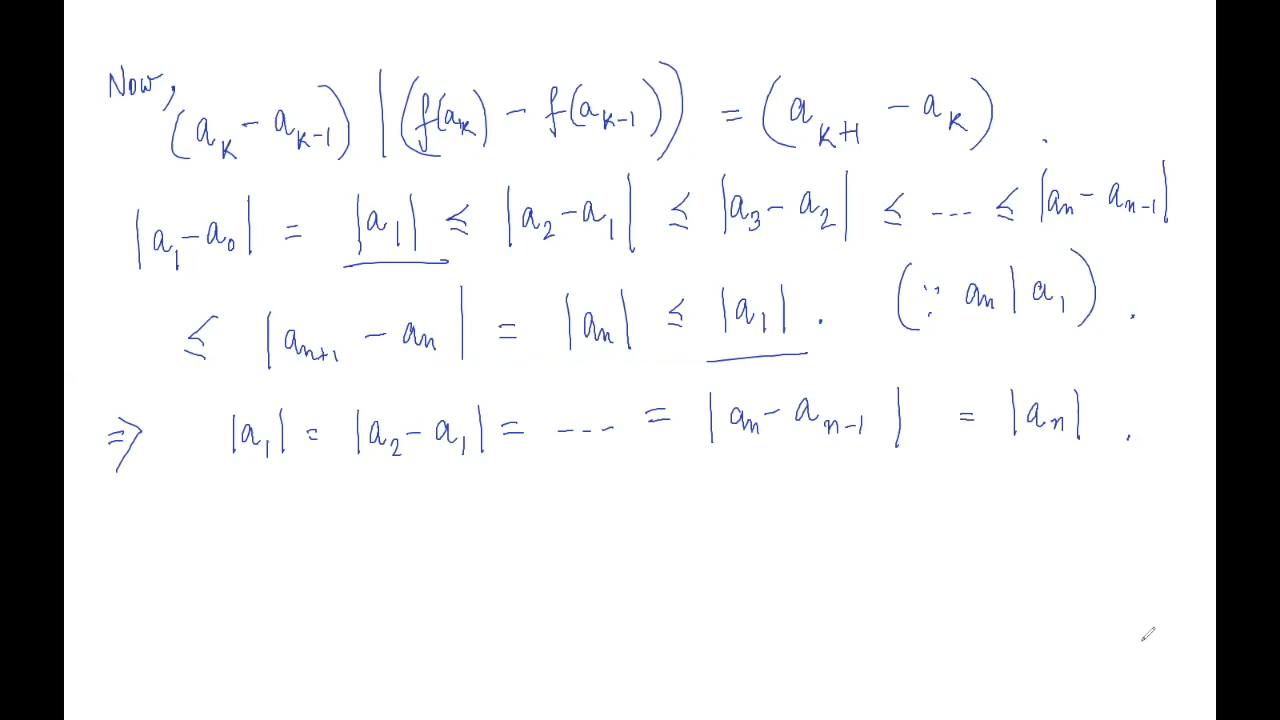 Now, (a_k - a_{k-1}) | (f(a_k) - f(a_{k-1})) = (a_{k+1} - a_k).
|a_1 - a_0| = |a_1| ≤ |a_2 - a_1| ≤ |a_3 - a_2| ≤ --- ≤ |a_n - a_{n-1}|
≤ |a_{n+1} - a_n| = |a_n| ≤ |a_1|. (∵ a_n | a_1).
⇒ |a_1| = |a_2 - a_1| = --- = |a_n - a_{n-1}| = |a_n|.